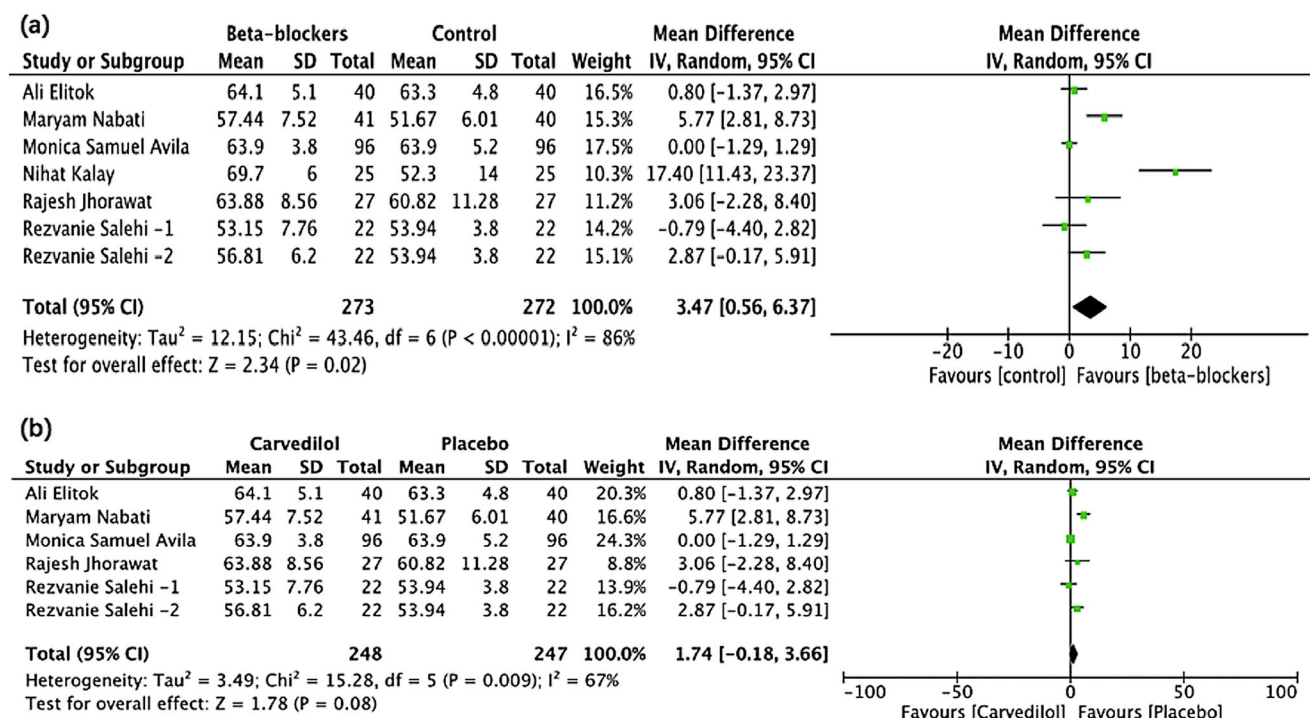 (a)
Beta-blockers Control Mean Difference Mean Difference
Study or Subgroup Mean SD Total Mean SD Total Weight IV, Random, 95% CI IV, Random, 95% CI
Ali Elitok 64.1 5.1 40 63.3 4.8 40 16.5% 0.80 [-1.37, 2.97]
Maryam Nabati 57.44 7.52 41 51.67 6.01 40 15.3% 5.77 [2.81, 8.73]
Monica Samuel Avila 63.9 3.8 96 63.9 5.2 96 17.5% 0.00 [-1.29, 1.29]
Nihat Kalay 69.7 6 25 52.3 14 25 10.3% 17.40 [11.43, 23.37]
Rajesh Jhorawat 63.88 8.56 27 60.82 11.28 27 11.2% 3.06 [-2.28, 8.40]
Rezvanie Salehi -1 53.15 7.76 22 53.94 3.8 22 14.2% -0.79 [-4.40, 2.82]
Rezvanie Salehi -2 56.81 6.2 22 53.94 3.8 22 15.1% 2.87 [-0.17, 5.91]
Total (95% CI) 273 272 100.0% 3.47 [0.56, 6.37]
Heterogeneity: Tau² = 12.15; Chi² = 43.46, df = 6 (P < 0.00001); I² = 86%
Test for overall effect: Z = 2.34 (P = 0.02)
-20 -10 0 10 20
Favours [control] Favours [beta-blockers]
(b)
Carvedilol Placebo Mean Difference Mean Difference
Study or Subgroup Mean SD Total Mean SD Total Weight IV, Random, 95% CI IV, Random, 95% CI
Ali Elitok 64.1 5.1 40 63.3 4.8 40 20.3% 0.80 [-1.37, 2.97]
Maryam Nabati 57.44 7.52 41 51.67 6.01 40 16.6% 5.77 [2.81, 8.73]
Monica Samuel Avila 63.9 3.8 96 63.9 5.2 96 24.3% 0.00 [-1.29, 1.29]
Rajesh Jhorawat 63.88 8.56 27 60.82 11.28 27 8.8% 3.06 [-2.28, 8.40]
Rezvanie Salehi -1 53.15 7.76 22 53.94 3.8 22 13.9% -0.79 [-4.40, 2.82]
Rezvanie Salehi -2 56.81 6.2 22 53.94 3.8 22 16.2% 2.87 [-0.17, 5.91]
Total (95% CI) 248 247 100.0% 1.74 [-0.18, 3.66]
Heterogeneity: Tau² = 3.49; Chi² = 15.28, df = 5 (P = 0.009); I² = 67%
Test for overall effect: Z = 1.78 (P = 0.08)
-100 -50 0 50 100
Favours [Carvedilol] Favours [Placebo]